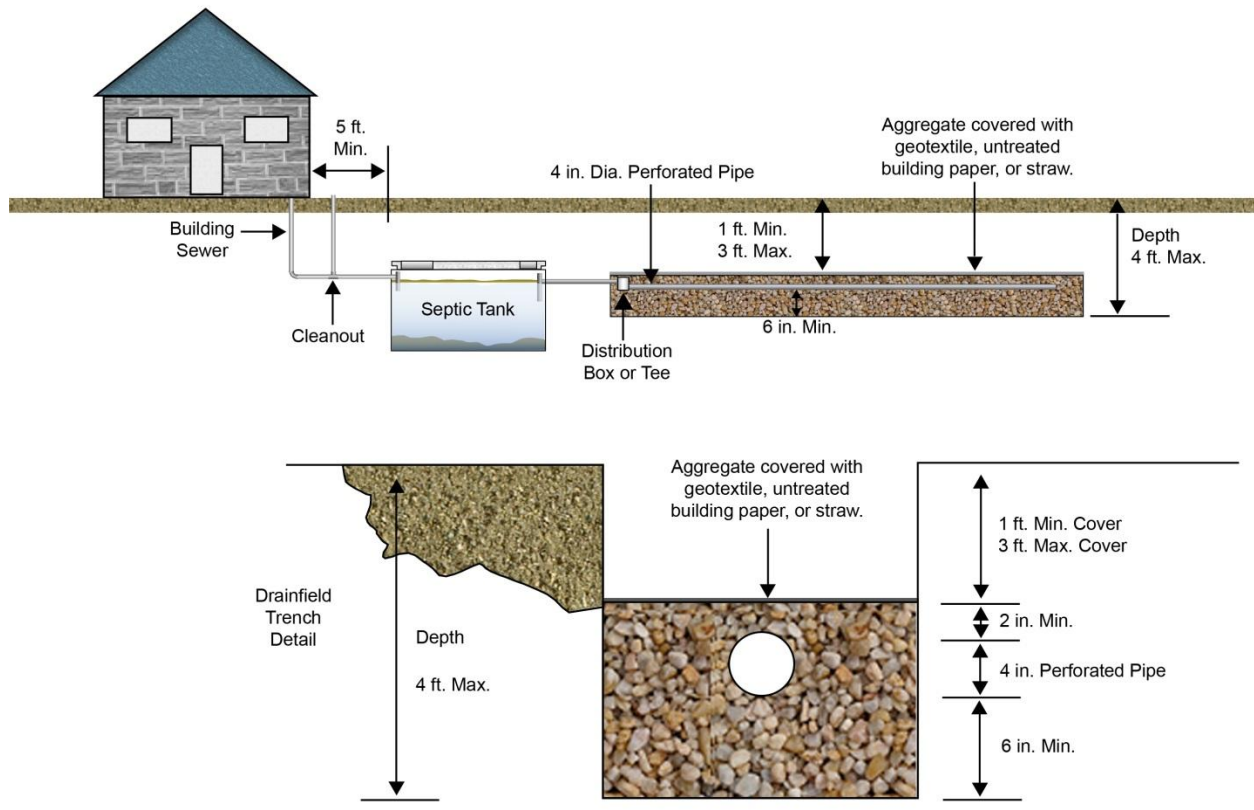 5 ft.
Min.
Aggregate covered with
geotextile, untreated
building paper, or straw.
4 in. Dia. Perforated Pipe
Building
Sewer
1 ft. Min.
3 ft. Max.
Depth
4 ft. Max.
Septic Tank
6 in. Min.
Cleanout
Distribution
Box or Tee
Aggregate covered with
geotextile, untreated
building paper, or straw.
1 ft. Min. Cover
3 ft. Max. Cover
Drainfield
Trench
Detail
Depth
4 ft. Max.
2 in. Min.
4 in. Perforated Pipe
6 in. Min.